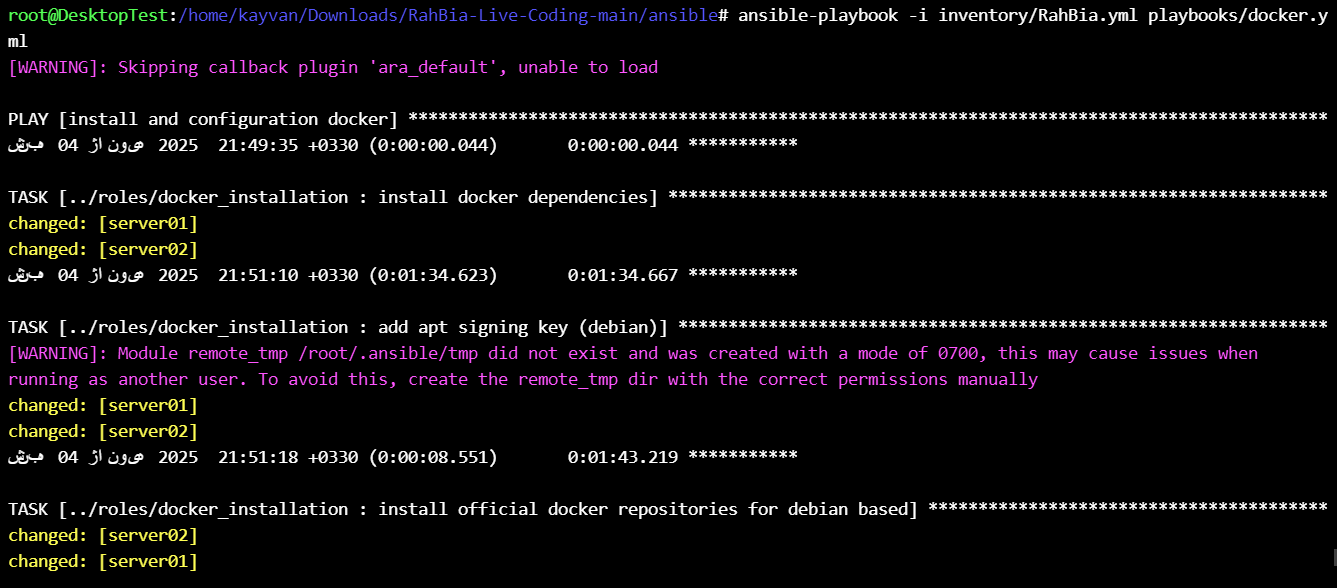 root@DesktopTest:/home/kayvan/Downloads/RahBia-Live-Coding-main/ansible# ansible-playbook -i inventory/RahBia.yml playbooks/docker.y
ml
[WARNING]: Skipping callback plugin 'ara_default', unable to load
PLAY [install and configuration docker] ********************************************************************************************
شنبه 04 ژانویه 2025  21:49:35 +0330 (0:00:00.044)       0:00:00.044 ***********
TASK [../roles/docker_installation : install docker dependencies] ******************************************************************
changed: [server01]
changed: [server02]
شنبه 04 ژانویه 2025  21:51:10 +0330 (0:01:34.623)       0:01:34.667 ***********
TASK [../roles/docker_installation : add apt signing key (debian)] *****************************************************************
[WARNING]: Module remote_tmp /root/.ansible/tmp did not exist and was created with a mode of 0700, this may cause issues when
running as another user. To avoid this, create the remote_tmp dir with the correct permissions manually
changed: [server01]
changed: [server02]
شنبه 04 ژانویه 2025  21:51:18 +0330 (0:00:08.551)       0:01:43.219 ***********
TASK [../roles/docker_installation : install official docker repositories for debian based] ****************************************
changed: [server02]
changed: [server01]